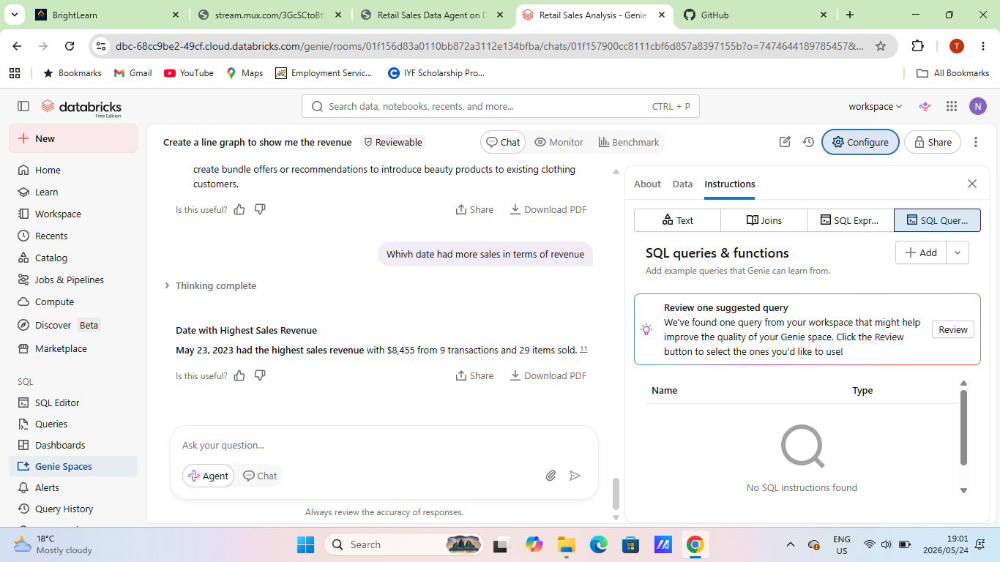 BrightLearn
stream.mux.com/3GcSCtoBt
Retail Sales Data Agent on D
Retail Sales Analysis - Genie
GitHub
dbc-68cc9be2-49cf.cloud.databricks.com/genie/rooms/01f156d83a0110bb872a3112e134bfba/chats/01f157900cc8111cbf6d857a8397155b?o=7474644189785457&...
T
Bookmarks
Gmail
YouTube
Maps
Employment Servic...
IYF Scholarship Pro...
All Bookmarks
databricks
Free Edition
Search data, notebooks, recents, and more...
CTRL + P
workspace
N
New
Home
Learn
Workspace
Recents
Catalog
Jobs & Pipelines
Compute
Discover Beta
Marketplace
SQL
SQL Editor
Queries
Dashboards
Genie Spaces
Alerts
Query History
Create a line graph to show me the revenue
Reviewable
Chat
Monitor
Benchmark
Configure
Share
create bundle offers or recommendations to introduce beauty products to existing clothing
customers.
Is this useful?
Share
Download PDF
Whivh date had more sales in terms of revenue
Thinking complete
Date with Highest Sales Revenue
May 23, 2023 had the highest sales revenue with $8,455 from 9 transactions and 29 items sold. 11
Is this useful?
Share
Download PDF
Ask your question...
Agent
Chat
Always review the accuracy of responses.
About
Data
Instructions
Text
Joins
SQL Expr...
SQL Quer...
SQL queries & functions
Add
Add example queries that Genie can learn from.
Review one suggested query
We've found one query from your workspace that might help
improve the quality of your Genie space. Click the Review
button to select the ones you'd like to use!
Review
Name
Type
No SQL instructions found
18°C
Mostly cloudy
Search
ENG
US
19:01
2026/05/24